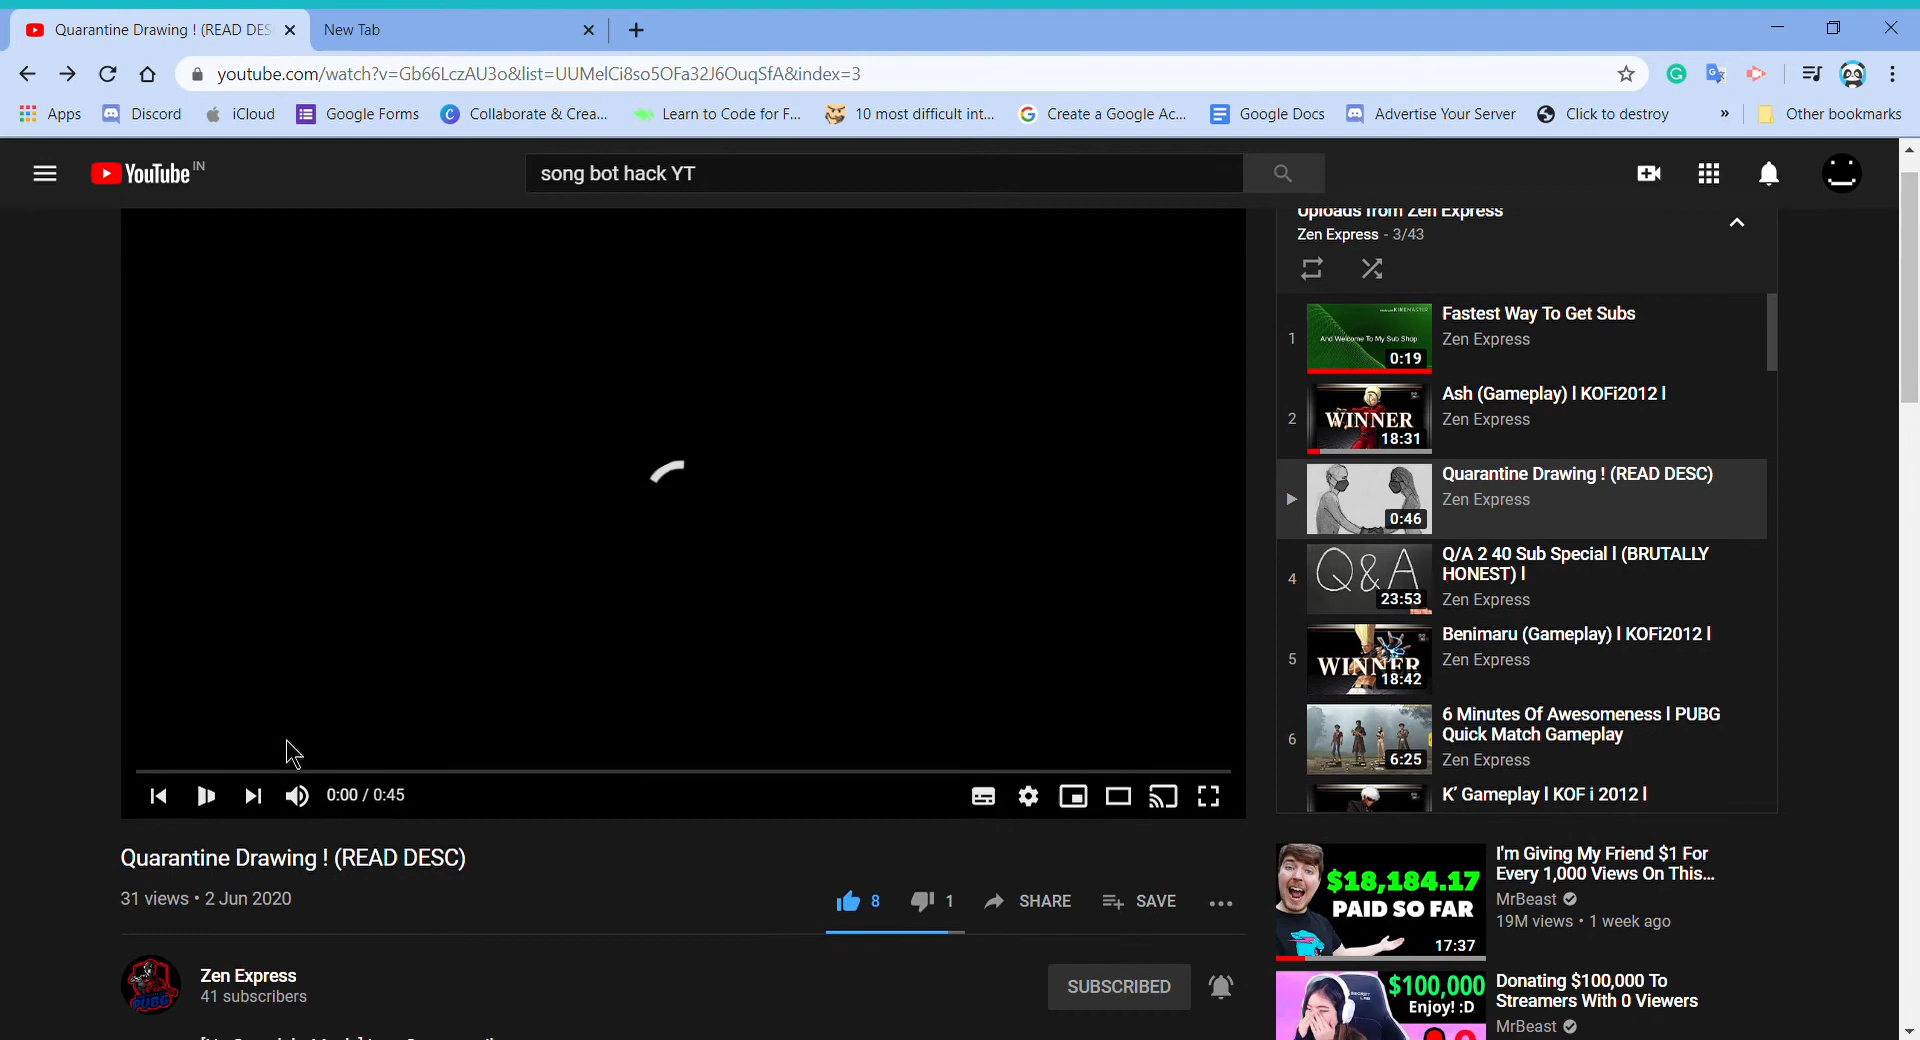 Quarantine Drawing ! (READ DES
New Tab
youtube.com/watch?v=Gb66LczAU3o&list=UUMelCi8so5OFa32J6OuqSfA&index=3
Apps
Discord
iCloud
Google Forms
Collaborate & Crea...
Learn to Code for F...
10 most difficult int...
Create a Google Ac...
Google Docs
Advertise Your Server
Click to destroy
»
Other bookmarks
YouTube IN
song bot hack YT
Uploads from Zen Express
Zen Express - 3/43
1
And Welcome To My Sub Shop
0:19
Fastest Way To Get Subs
Zen Express
2
WINNER
18:31
Ash (Gameplay) l KOFi2012 l
Zen Express
0:46
Quarantine Drawing ! (READ DESC)
Zen Express
4
Q&A
23:53
Q/A 2 40 Sub Special l (BRUTALLY
HONEST) l
Zen Express
5
WINNER
18:42
Benimaru (Gameplay) l KOFi2012 l
Zen Express
6
6:25
6 Minutes Of Awesomeness l PUBG
Quick Match Gameplay
Zen Express
K' Gameplay l KOF i 2012 l
0:00 / 0:45
Quarantine Drawing ! (READ DESC)
31 views • 2 Jun 2020
8
1
SHARE
SAVE
PUBG
Zen Express
41 subscribers
SUBSCRIBED
$18,184.17
PAID SO FAR
17:37
I'm Giving My Friend $1 For
Every 1,000 Views On This...
MrBeast
19M views • 1 week ago
$100,000
Enjoy! :D
Donating $100,000 To
Streamers With 0 Viewers
MrBeast